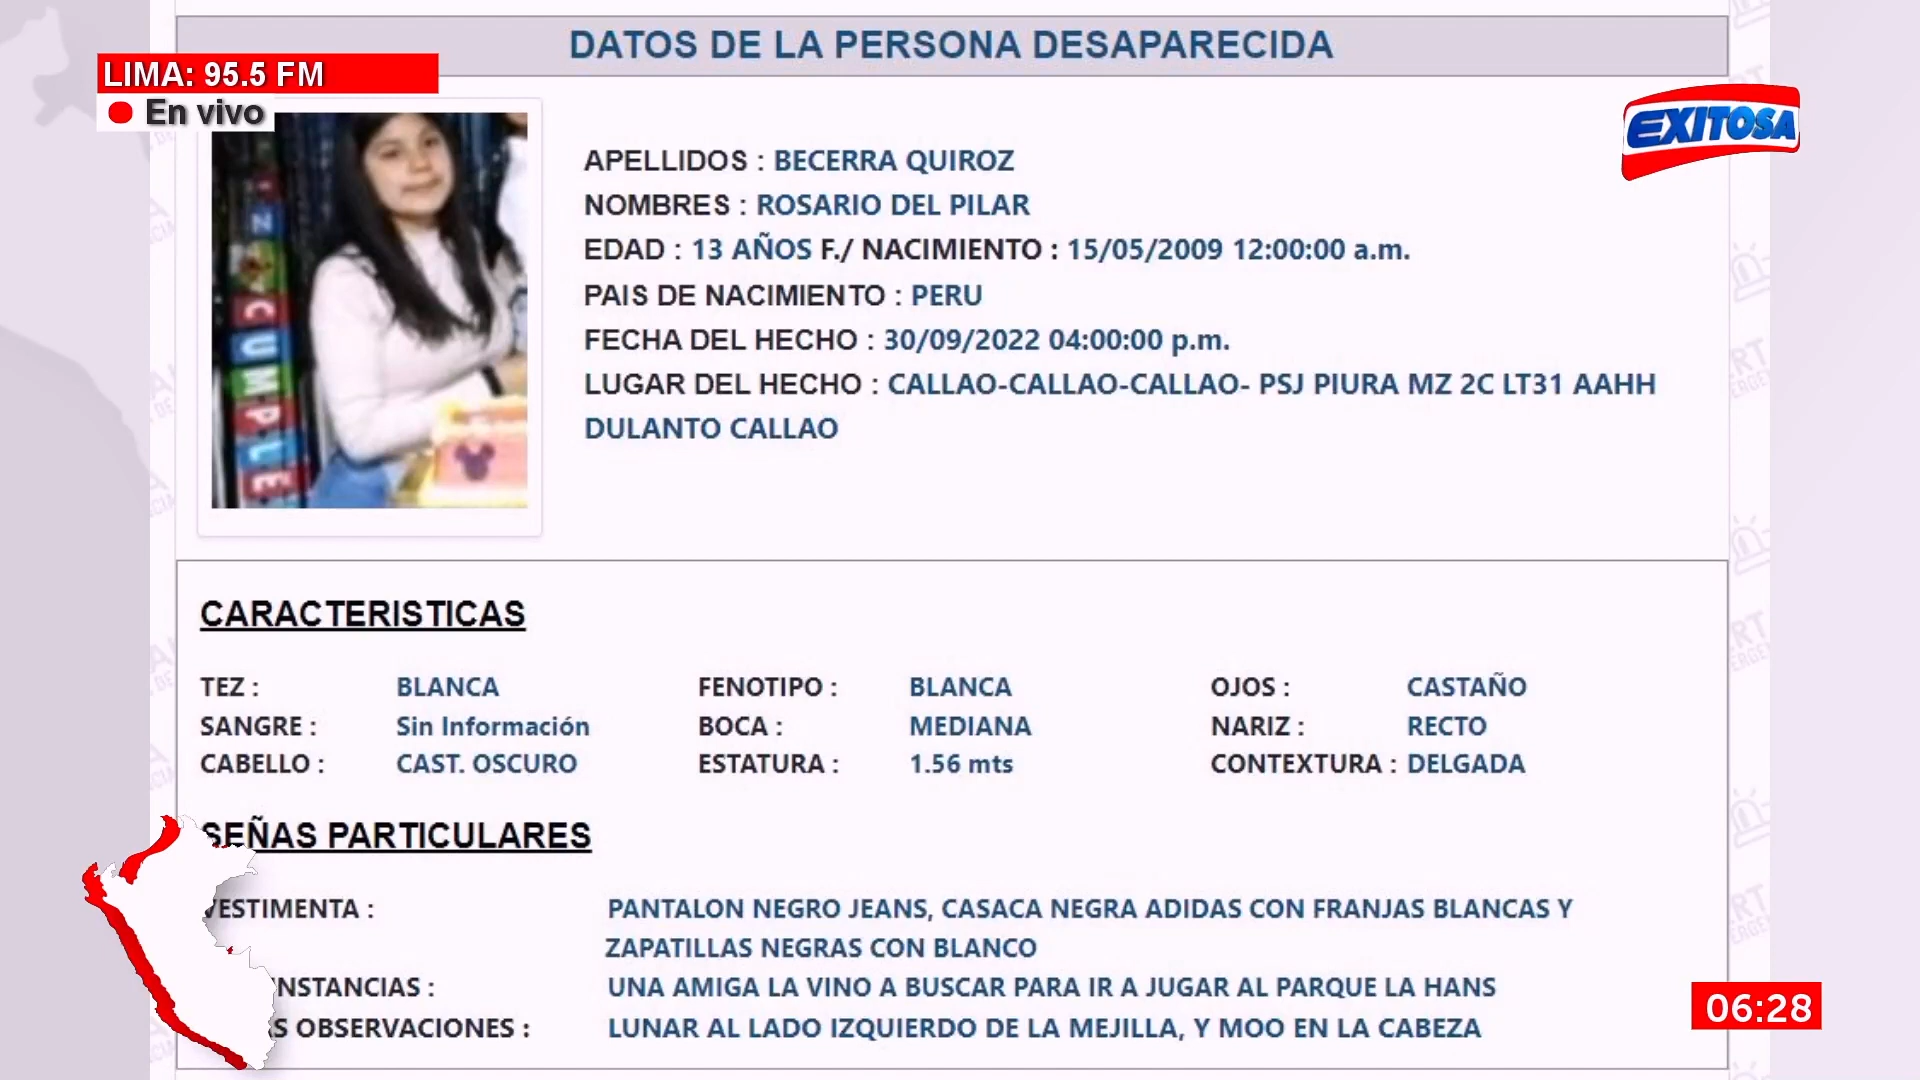 DATOS DE LA PERSONA DESAPARECIDA
LIMA: 95.5 FM
En vivo
EXITOSA
CUMPLE
APELLIDOS : BECERRA QUIROZ
NOMBRES : ROSARIO DEL PILAR
EDAD : 13 AÑOS F./ NACIMIENTO : 15/05/2009 12:00:00 a.m.
PAIS DE NACIMIENTO : PERU
FECHA DEL HECHO : 30/09/2022 04:00:00 p.m.
LUGAR DEL HECHO : CALLAO-CALLAO-CALLAO- PSJ PIURA MZ 2C LT31 AAHH
DULANTO CALLAO
CARACTERISTICAS
TEZ : BLANCA FENOTIPO : BLANCA OJOS : CASTAÑO
SANGRE : Sin Información BOCA : MEDIANA NARIZ : RECTO
CABELLO : CAST. OSCURO ESTATURA : 1.56 mts CONTEXTURA : DELGADA
SEÑAS PARTICULARES
VESTIMENTA : PANTALON NEGRO JEANS, CASACA NEGRA ADIDAS CON FRANJAS BLANCAS Y
ZAPATILLAS NEGRAS CON BLANCO
NSTANCIAS : UNA AMIGA LA VINO A BUSCAR PARA IR A JUGAR AL PARQUE LA HANS
S OBSERVACIONES : LUNAR AL LADO IZQUIERDO DE LA MEJILLA, Y MOO EN LA CABEZA
06:28